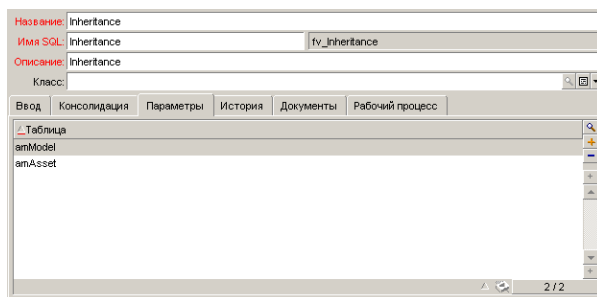 Название: Inheritance
Имя SQL: Inheritance fv_Inheritance
Описание: Inheritance
Класс:
Ввод Консолидация Параметры История Документы Рабочий процесс
Таблица
amModel
amAsset
2 / 2